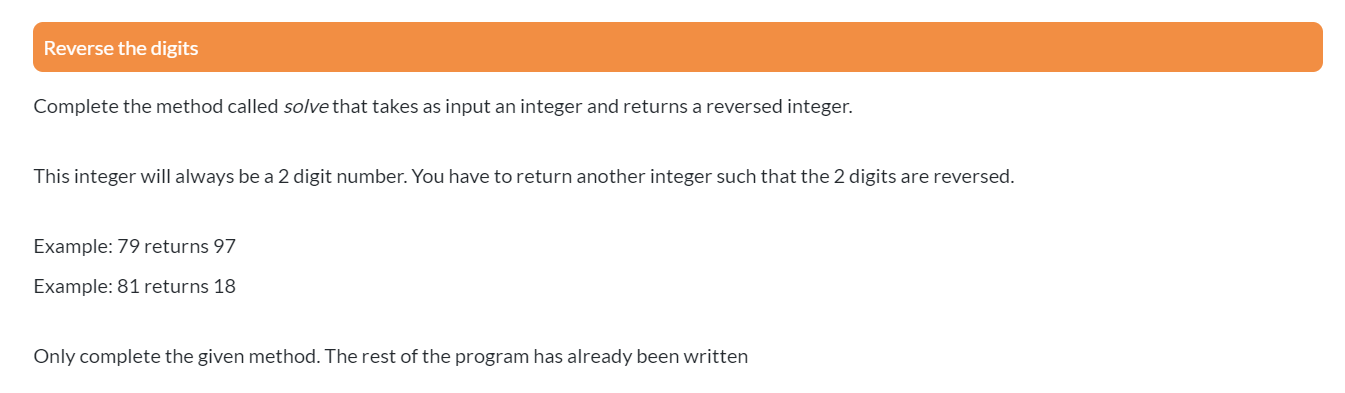 Reverse the digits
Complete the method called solve that takes as input an integer and returns a reversed integer.
This integer will always be a 2 digit number. You have to return another integer such that the 2 digits are reversed.
Example: 79 returns 97
Example: 81 returns 18
Only complete the given method. The rest of the program has already been written